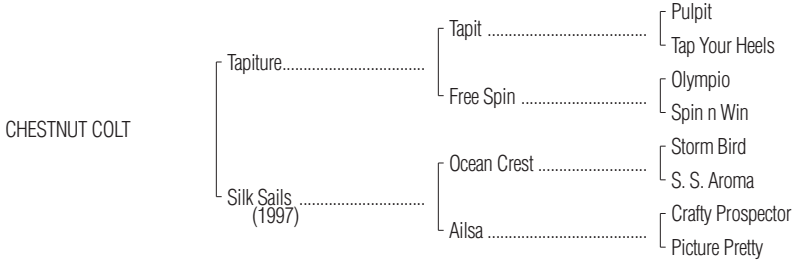 Pulpit
Tapit ................................
Tap Your Heels
Tapiture.............................
Olympio
Free Spin .........................
Spin n Win
CHESTNUT COLT
Storm Bird
Ocean Crest ......................
S. S. Aroma
Silk Sails .........................
(1997)
Crafty Prospector
Ailsa ................................
Picture Pretty